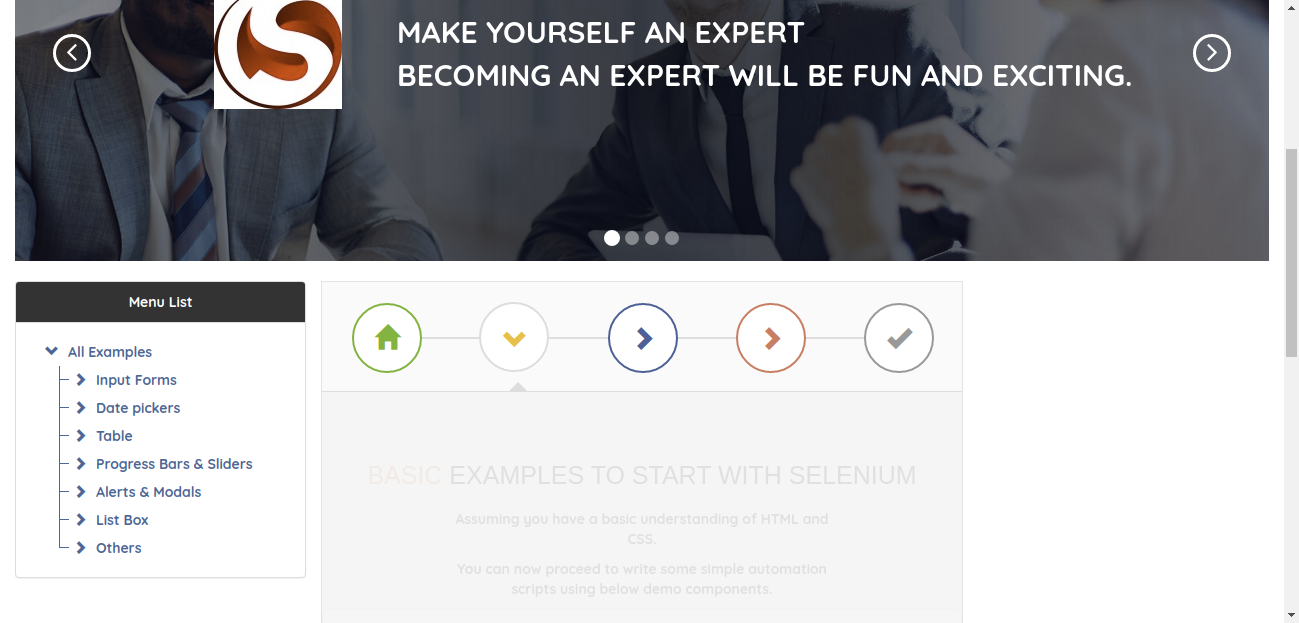 MAKE YOURSELF AN EXPERT
BECOMING AN EXPERT WILL BE FUN AND EXCITING.
Menu List
All Examples
Input Forms
Date pickers
Table
Progress Bars & Sliders
Alerts & Modals
List Box
Others
BASIC EXAMPLES TO START WITH SELENIUM
Assuming you have a basic understanding of HTML and
CSS.
You can now proceed to write some simple automation
scripts using below demo components.